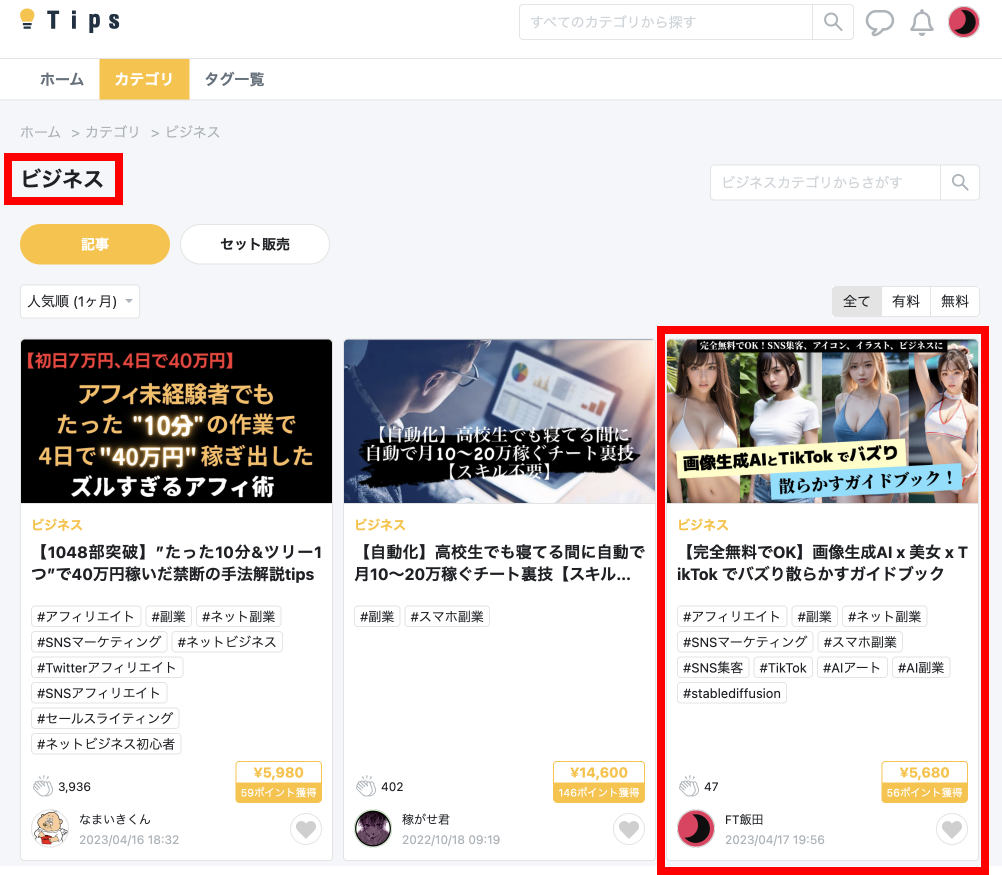 Tips
すべてのカテゴリから探す
ホーム カテゴリ タグ一覧
ホーム > カテゴリ > ビジネス
ビジネス
ビジネスカテゴリからさがす
記事 セット販売
人気順 (1ヶ月)
全て 有料 無料
【初日7万円、4日で40万円】
アフィ未経験者でも
たった "10分"の作業で
4日で"40万円"稼ぎ出した
ズルすぎるアフィ術
ビジネス
【1048部突破】”たった10分&ツリー1
つ”で40万円稼いだ禁断の手法解説tips
#アフィリエイト #副業 #ネット副業
#SNSマーケティング #ネットビジネス
#Twitterアフィリエイト
#SNSアフィリエイト
#セールスライティング
#ネットビジネス初心者
3,936
¥5,980
59ポイント獲得
なまいきくん
2023/04/16 18:32
【自動化】高校生でも寝てる間に
自動で月10〜20万稼ぐチート裏技
【スキル不要】
ビジネス
【自動化】高校生でも寝てる間に自動で
月10〜20万稼ぐチート裏技【スキル...
#副業 #スマホ副業
402
¥14,600
146ポイント獲得
稼がせ君
2022/10/18 09:19
完全無料でOK！SNS集客、アイコン、イラスト、ビジネスに
画像生成AIとTikTok でバズり
散らかすガイドブック！
ビジネス
【完全無料でOK】画像生成AI x 美女 x T
ikTok でバズり散らかすガイドブック
#アフィリエイト #副業 #ネット副業
#SNSマーケティング #スマホ副業
#SNS集客 #TikTok #AIアート #AI副業
#stablediffusion
47
¥5,680
56ポイント獲得
FT飯田
2023/04/17 19:56